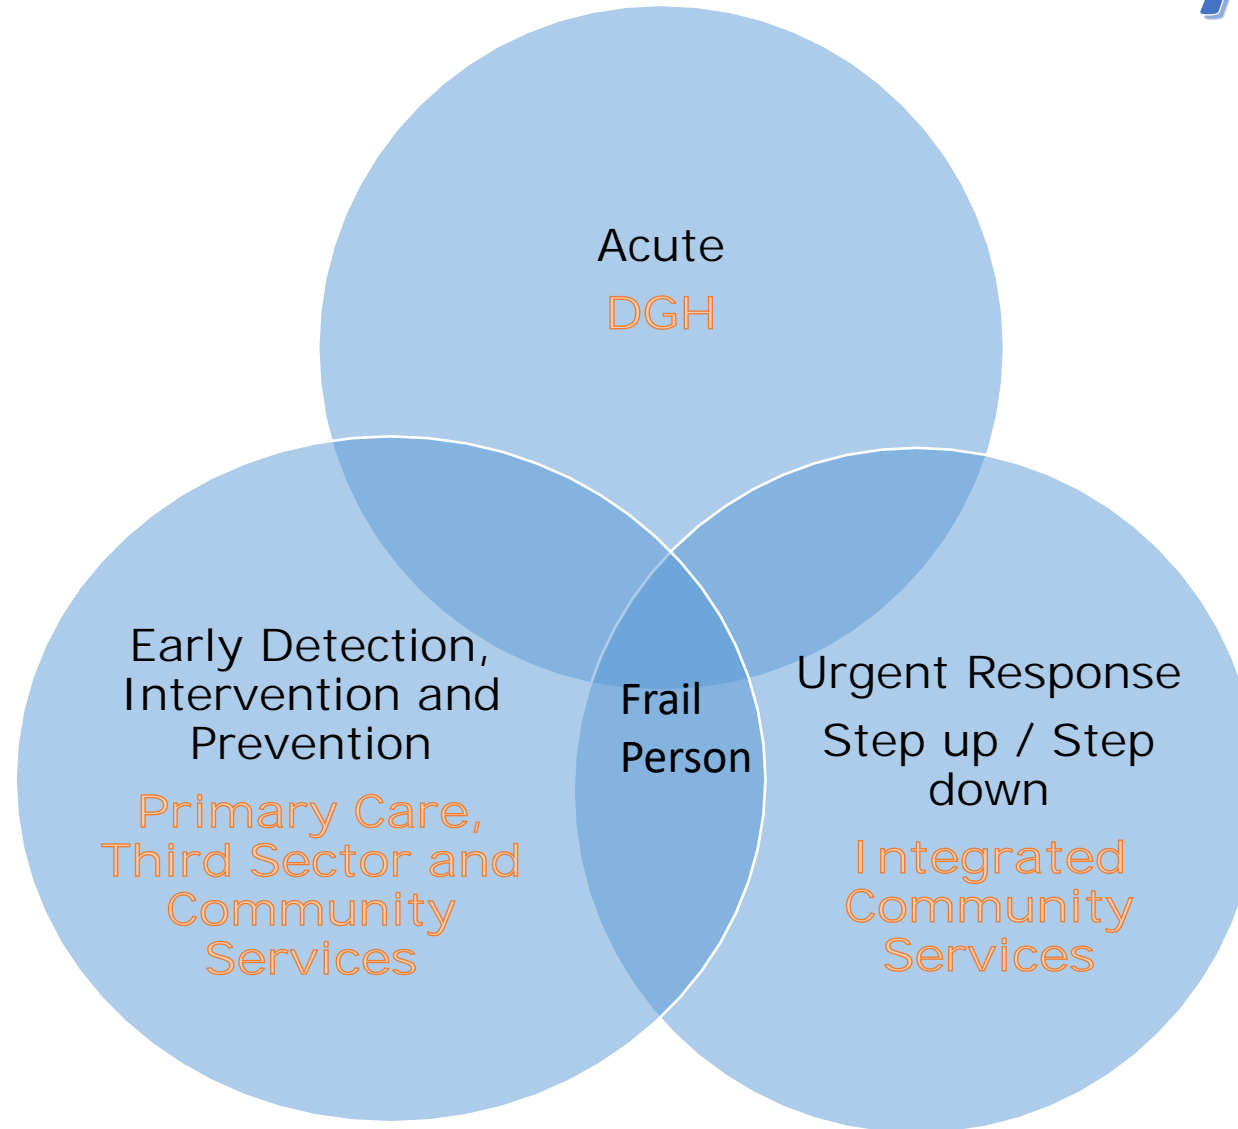 Acute
DGH
Early Detection,
Intervention and
Prevention
Primary Care,
Third Sector and
Community
Services
Frail
Person
Urgent Response
Step up / Step
down
Integrated
Community
Services